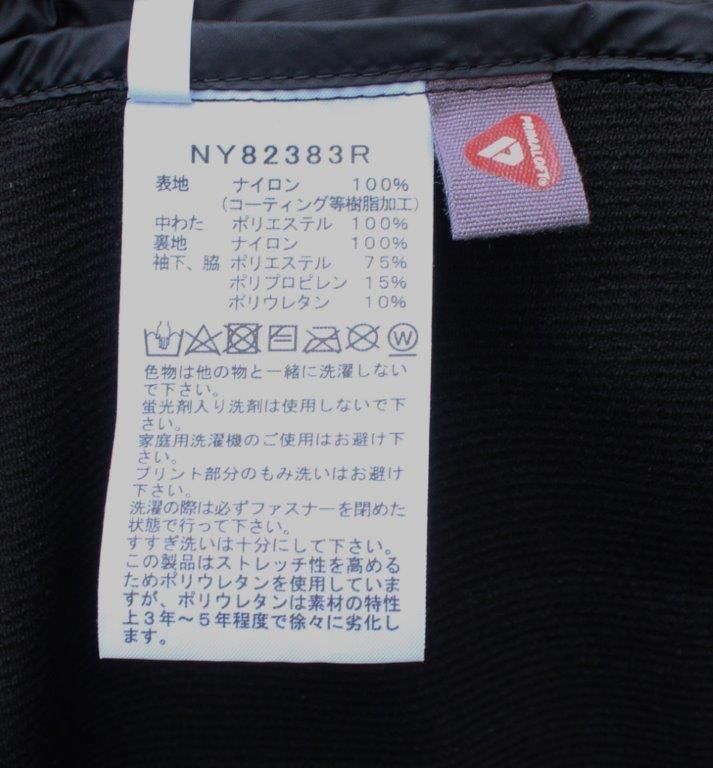 NY82383R
表地 ナイロン 100%
(コーティング等樹脂加工)
中わた ポリエステル 100%
裏地 ナイロン 100%
袖下、脇 ポリエステル 75%
ポリプロピレン 15%
ポリウレタン 10%
W
色物は他の物と一緒に洗濯しない
で下さい。
蛍光剤入り洗剤は使用しないで下
さい。
家庭用洗濯機のご使用はお避け下
さい。
プリント部分のもみ洗いはお避け
下さい。
洗濯の際は必ずファスナーを閉めた
状態で行って下さい。
すすぎ洗いは十分にして下さい。
この製品はストレッチ性を高める
ためポリウレタンを使用していま
すが、ポリウレタンは素材の特性
上3年～5年程度で徐々に劣化し
ます。
PRIMALOFT®